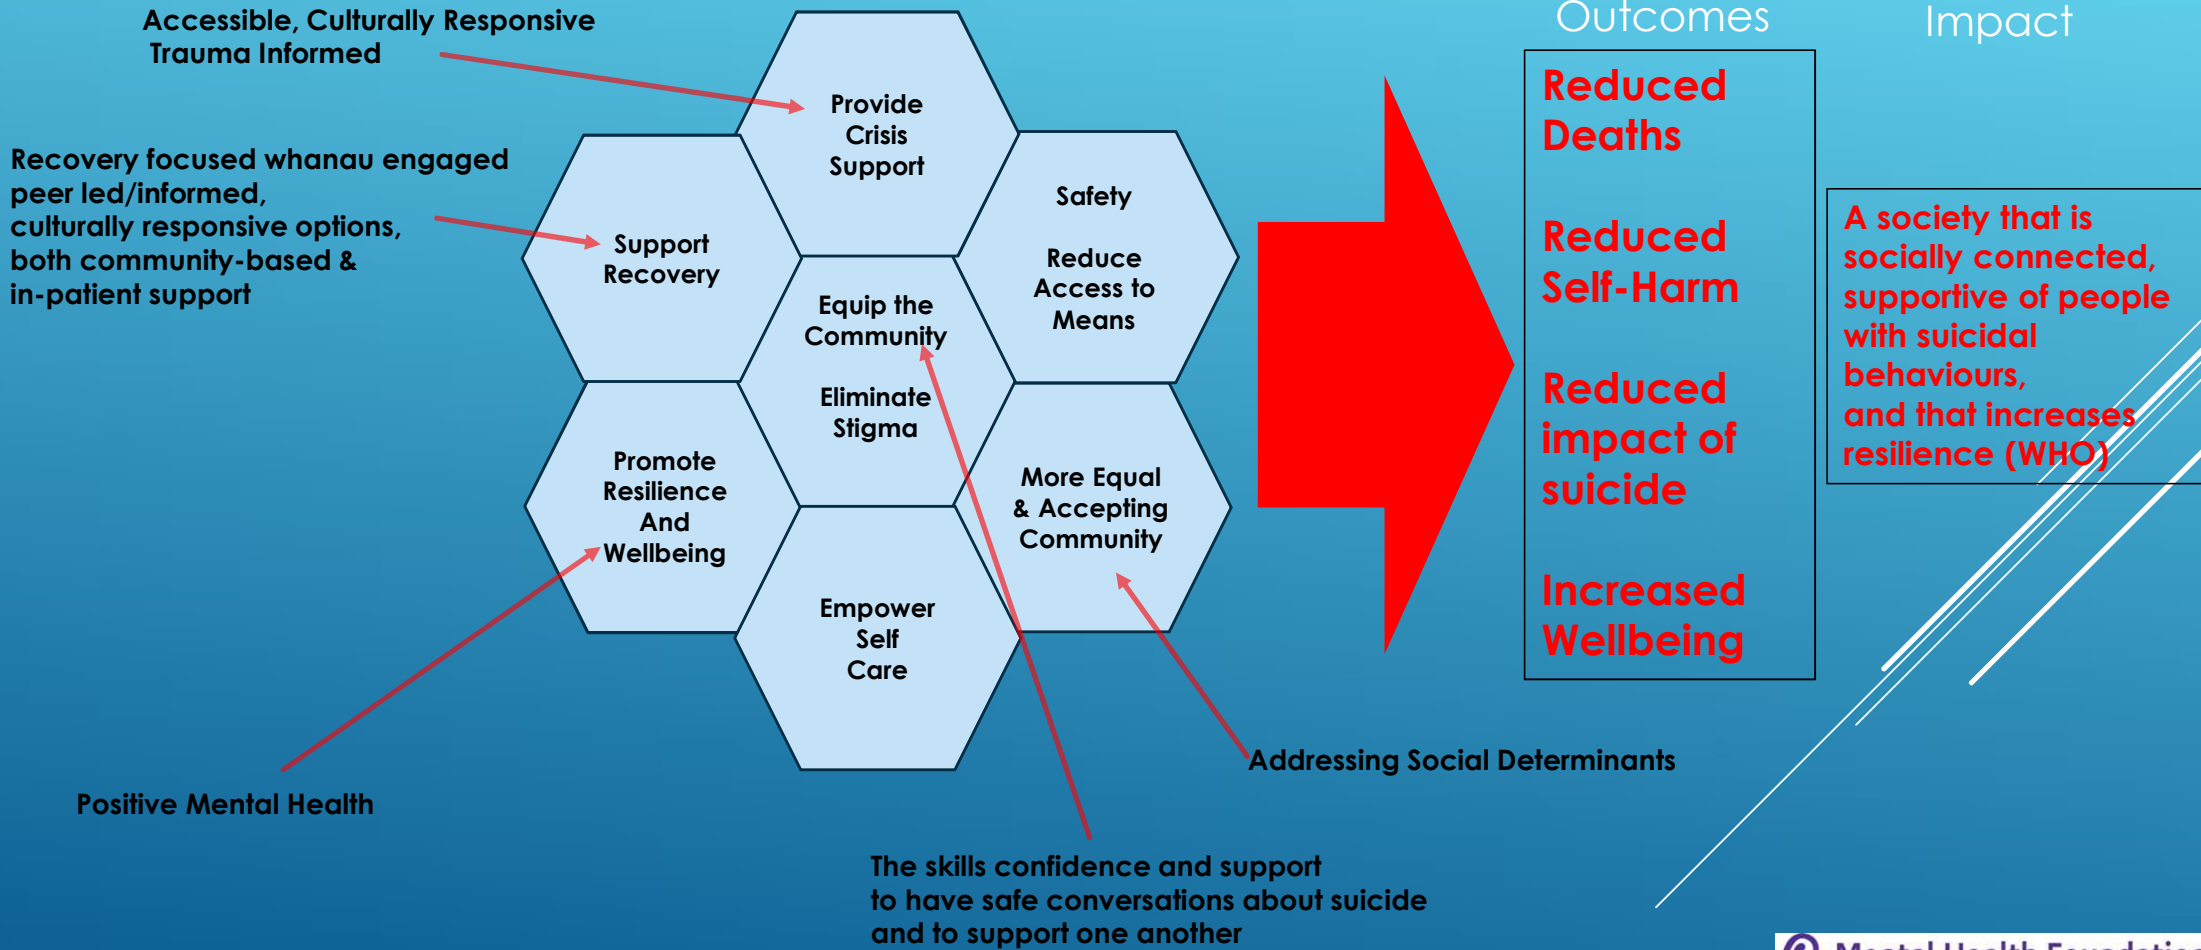 Accessible, Culturally Responsive
Trauma Informed
Recovery focused whanau engaged
peer led/informed,
culturally responsive options,
both community-based &
in-patient support
Provide
Crisis
Support
Support
Recovery
Safety
Reduce
Access to
Means
Equip the
Community
Eliminate
Stigma
Promote
Resilience
And
Wellbeing
More Equal
& Accepting
Community
Empower
Self
Care
Positive Mental Health
Addressing Social Determinants
The skills confidence and support
to have safe conversations about suicide
and to support one another
Outcomes
Reduced
Deaths
Reduced
Self-Harm
Reduced
impact of
suicide
Increased
Wellbeing
Impact
A society that is
socially connected,
supportive of people
with suicidal
behaviours,
and that increases
resilience (WHO)
Mental Health Foundation